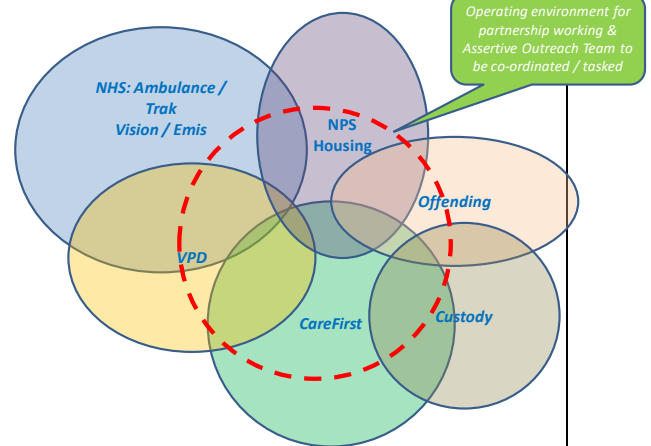 Operating environment for
partnership working &
Assertive Outreach Team to
be co-ordinated / tasked
NHS: Ambulance /
Trak
Vision / Emis
NPS
Housing
Offending
VPD
CareFirst
Custody